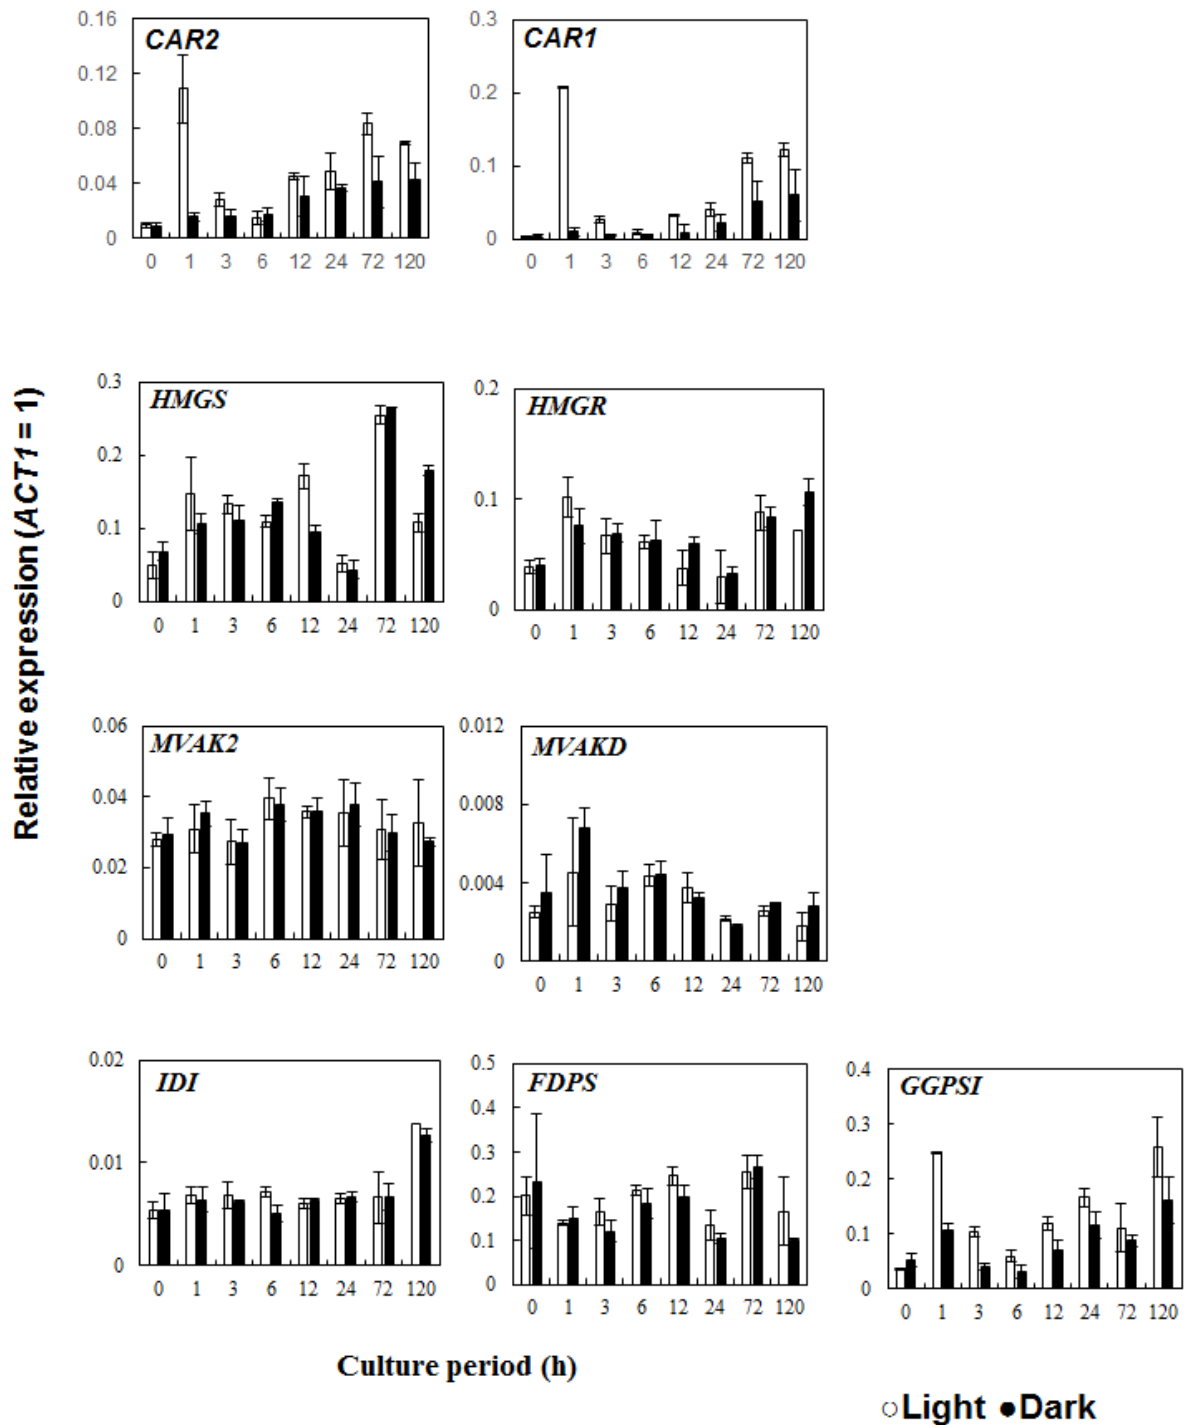 CAR2
0.16
0.12
0.08
0.04
0
0 1 3 6 12 24 72 120
CAR1
0.3
0.2
0.1
0
0 1 3 6 12 24 72 120
Relative expression (ACT1 = 1)
HMGS
0.3
0.2
0.1
0
0 1 3 6 12 24 72 120
HMGR
0.2
0.1
0
0 1 3 6 12 24 72 120
MVAK2
0.06
0.04
0.02
0
0 1 3 6 12 24 72 120
MVAKD
0.012
0.008
0.004
0
0 1 3 6 12 24 72 120
IDI
0.02
0.01
0
0 1 3 6 12 24 72 120
FDPS
0.5
0.4
0.3
0.2
0.1
0
0 1 3 6 12 24 72 120
GGPSI
0.4
0.3
0.2
0.1
0
0 1 3 6 12 24 72 120
Culture period (h)
○Light ●Dark